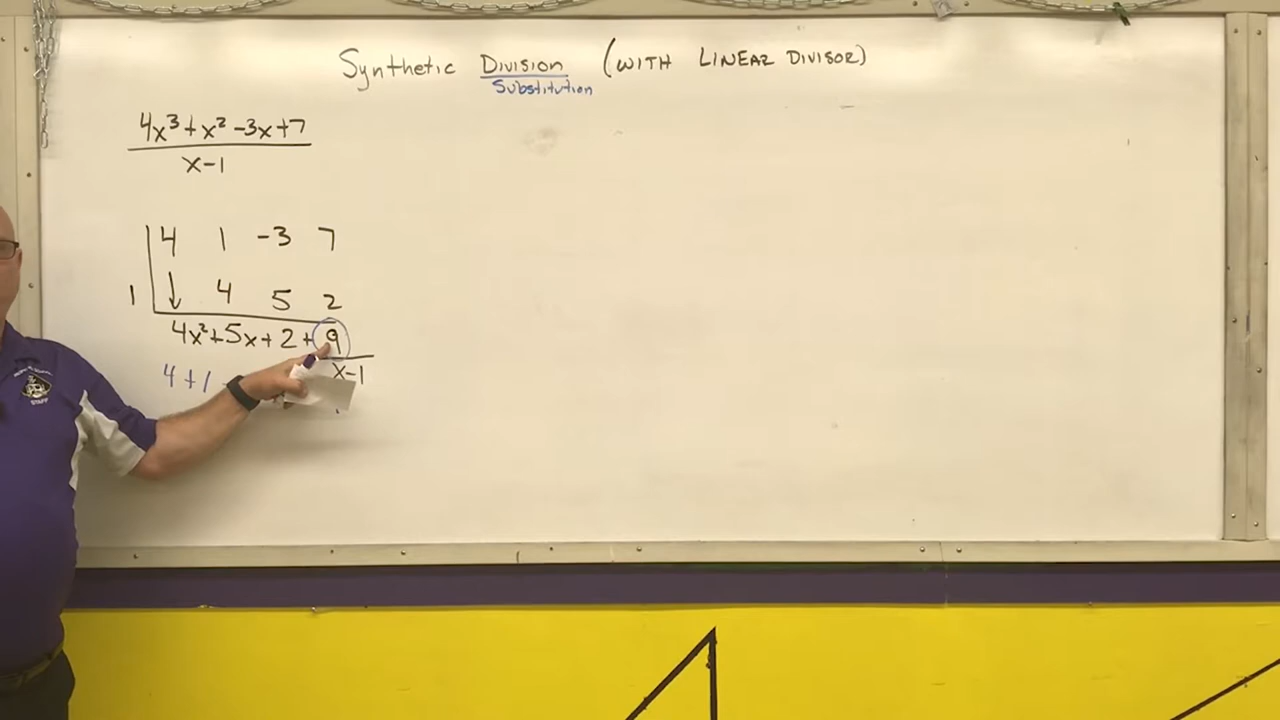 Synthetic Division (WITH LINEAR DIVISOR)
Substitution
4x³+x²-3x+7
x-1
4 1 -3 7
1 ↓ 4 5 2
4x²+5x+2+9
x-1
4+1
STAFF